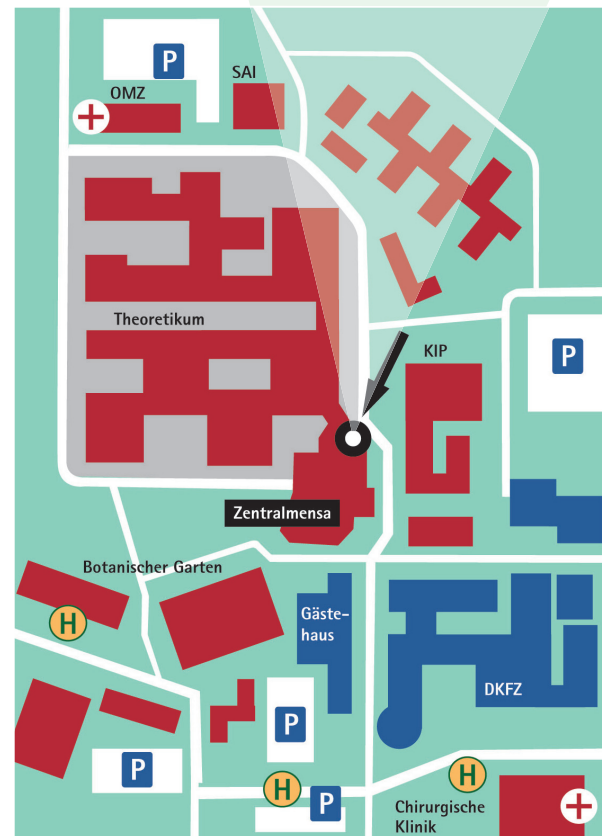 P
SAI
OMZ
Theoretikum
KIP
P
Zentralmensa
Botanischer Garten
H
Gäste-
haus
DKFZ
P
P
H
H
P
Chirurgische
Klinik